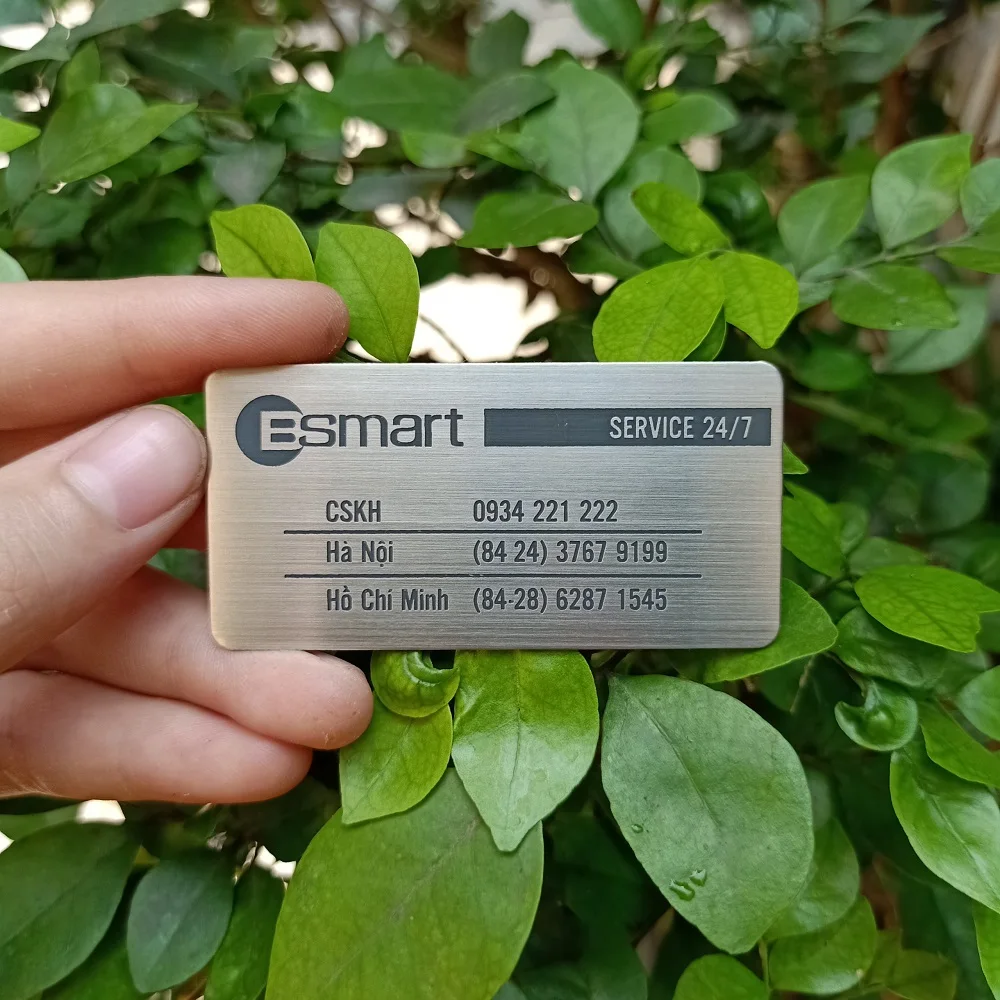 Bsmart
SERVICE 24/7
CSKH 0934 221 222
Hà Nội (84 24) 3767 9199
Hồ Chí Minh (84-28) 6287 1545